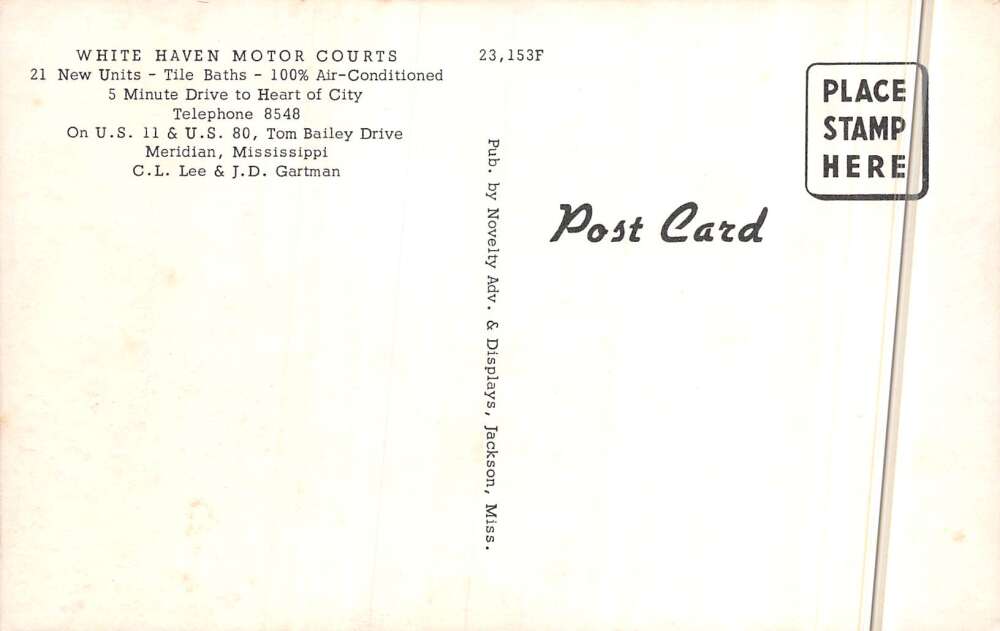 WHITE HAVEN MOTOR COURTS
21 New Units - Tile Baths - 100% Air-Conditioned
5 Minute Drive to Heart of City
Telephone 8548
On U.S. 11 & U.S. 80, Tom Bailey Drive
Meridian, Mississippi
C.L. Lee & J.D. Gartman
23,153F
Pub. by Novelty Adv. & Displays, Jackson, Miss.
Post Card
PLACE
STAMP
HERE